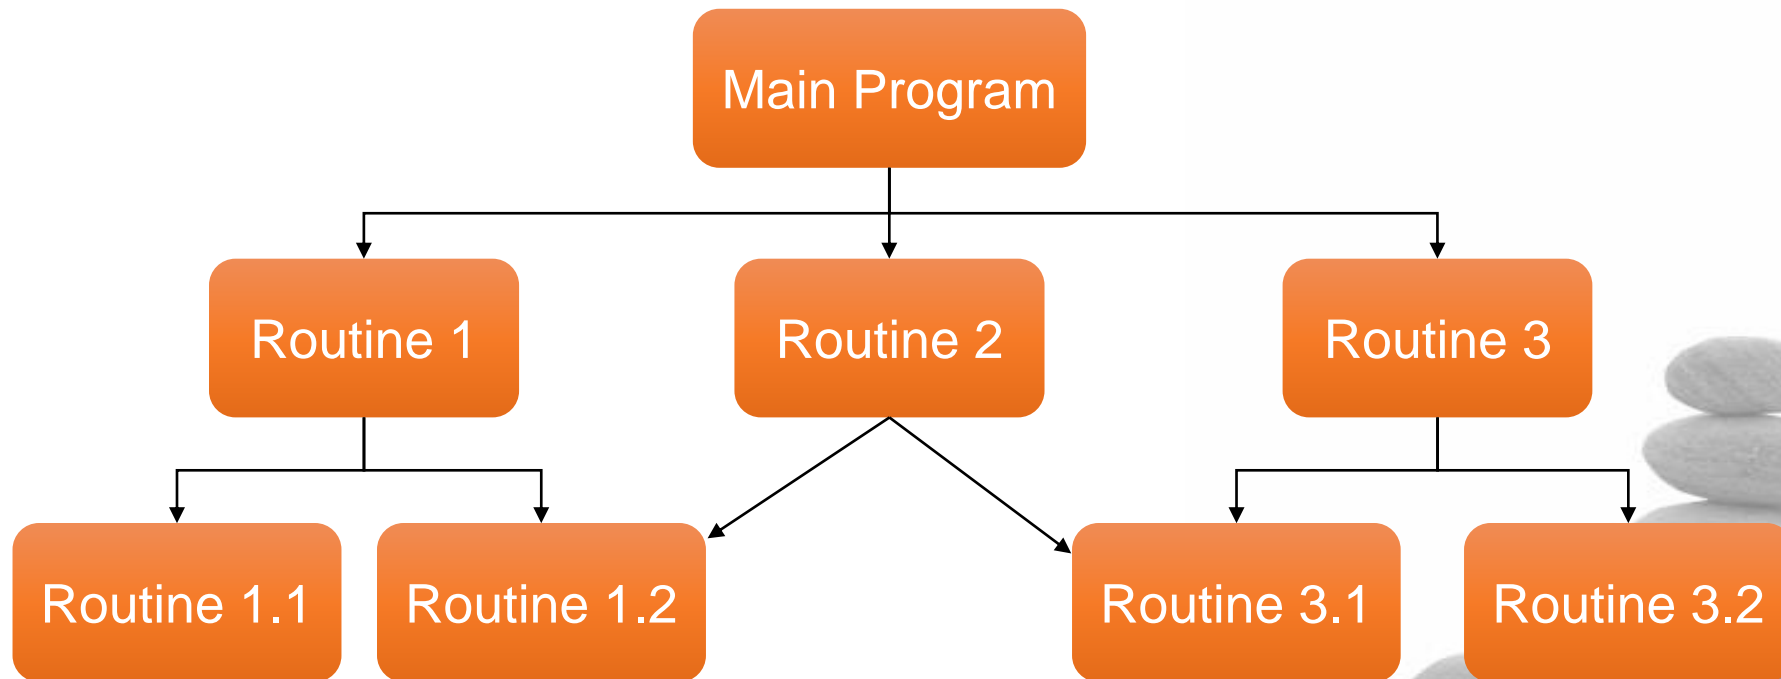 Main Program
Routine 1
Routine 2
Routine 3
Routine 1.1
Routine 1.2
Routine 3.1
Routine 3.2